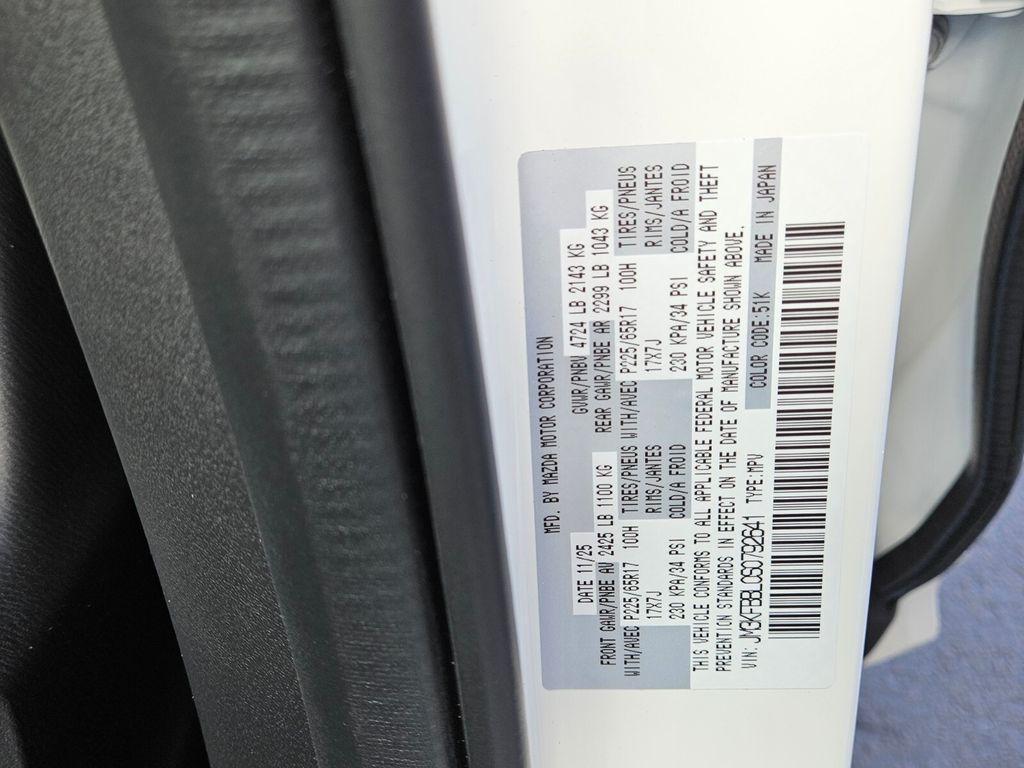 MFD. BY MAZDA MOTOR CORPORATION
DATE 11/25 GVWR/PNBV 4724 LB 2143 KG
FRONT GAWR/PNBE AV 2425 LB 1100 KG REAR GAWR/PNBE AR 2299 LB 1043 KG
WITH/AVEC P225/65R17 100H TIRES/PNEUS WITH/AVEC P225/65R17 100H TIRES/PNEUS
17X7J RIMS/JANTES 17X7J RIMS/JANTES
230 KPA/34 PSI COLD/A FROID 230 KPA/34 PSI COLD/A FROID
THIS VEHICLE CONFORMS TO ALL APPLICABLE FEDERAL MOTOR VEHICLE SAFETY AND THEFT
PREVENTION STANDARDS IN EFFECT ON THE DATE OF MANUFACTURE SHOWN ABOVE.
VIN: JM3KFBBL0S0792641 TYPE:MPV COLOR CODE:51K MADE IN JAPAN